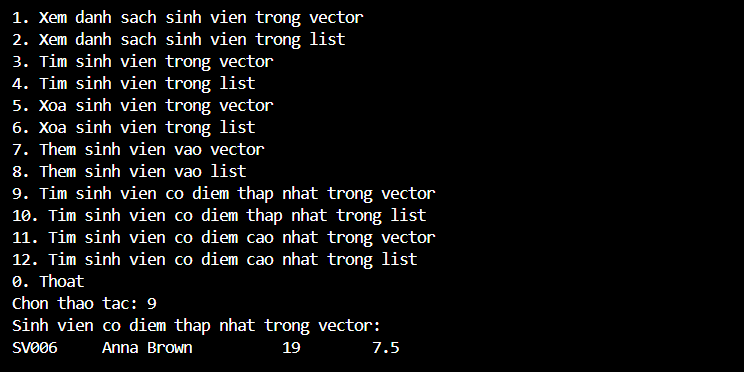 1. Xem danh sach sinh vien trong vector
2. Xem danh sach sinh vien trong list
3. Tim sinh vien trong vector
4. Tim sinh vien trong list
5. Xoa sinh vien trong vector
6. Xoa sinh vien trong list
7. Them sinh vien vao vector
8. Them sinh vien vao list
9. Tim sinh vien co diem thap nhat trong vector
10. Tim sinh vien co diem thap nhat trong list
11. Tim sinh vien co diem cao nhat trong vector
12. Tim sinh vien co diem cao nhat trong list
0. Thoat
Chon thao tac: 9
Sinh vien co diem thap nhat trong vector:
SV006     Anna Brown          19        7.5